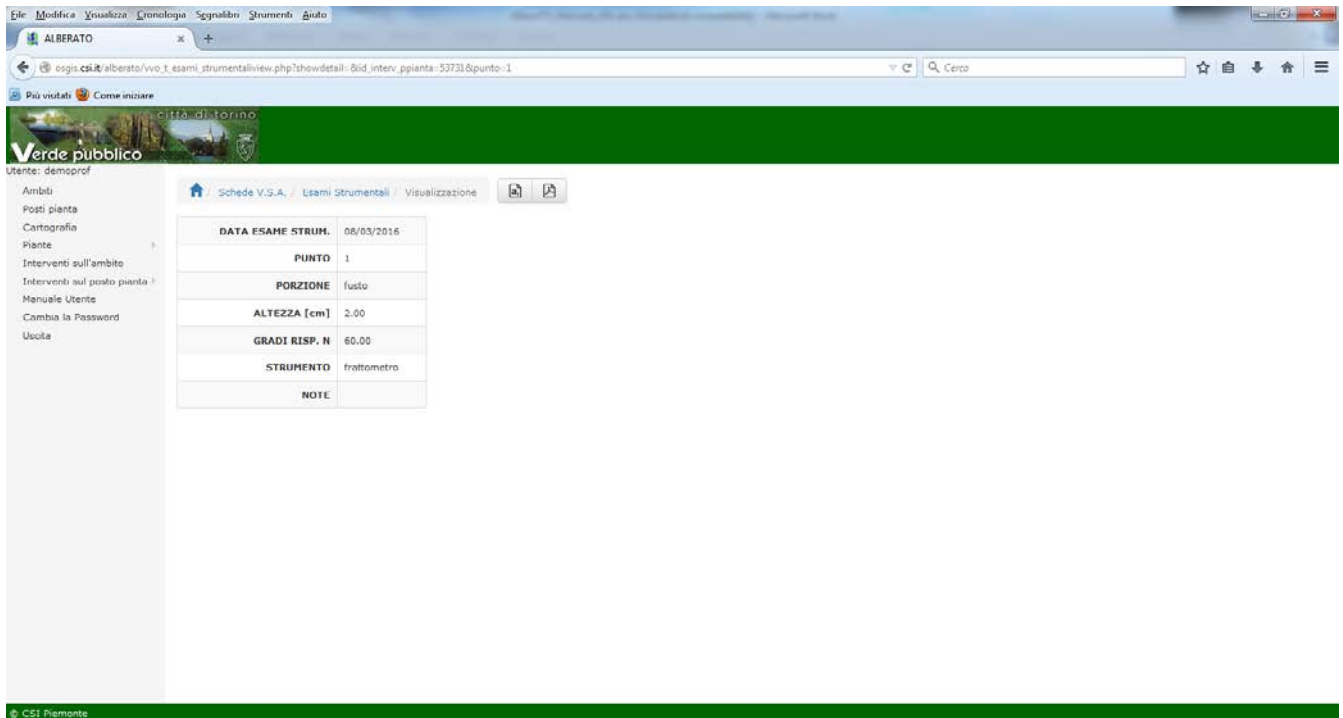 File Modifica Visualizza Cronologia Segnalibri Strumenti Aiuto
ALBERATO × +
osgis.csi.it/alberato/vvo_t_esami_strumentaliview.php?showdetail=&id_interv_ppianta=53731&punto=1
Cerco
Più visitati Come iniziare
città di torino
Verde pubblico
Utente: demoprof
Ambiti
Posti pianta
Cartografia
Piante
Interventi sull'ambito
Interventi sul posto pianta
Manuale Utente
Cambia la Password
Uscita
/ Schede V.S.A. / Esami Strumentali / Visualizzazione
DATA ESAME STRUM. 08/03/2016
PUNTO 1
PORZIONE fusto
ALTEZZA [cm] 2.00
GRADI RISP. N 60.00
STRUMENTO frattometro
NOTE
© CSI Piemonte